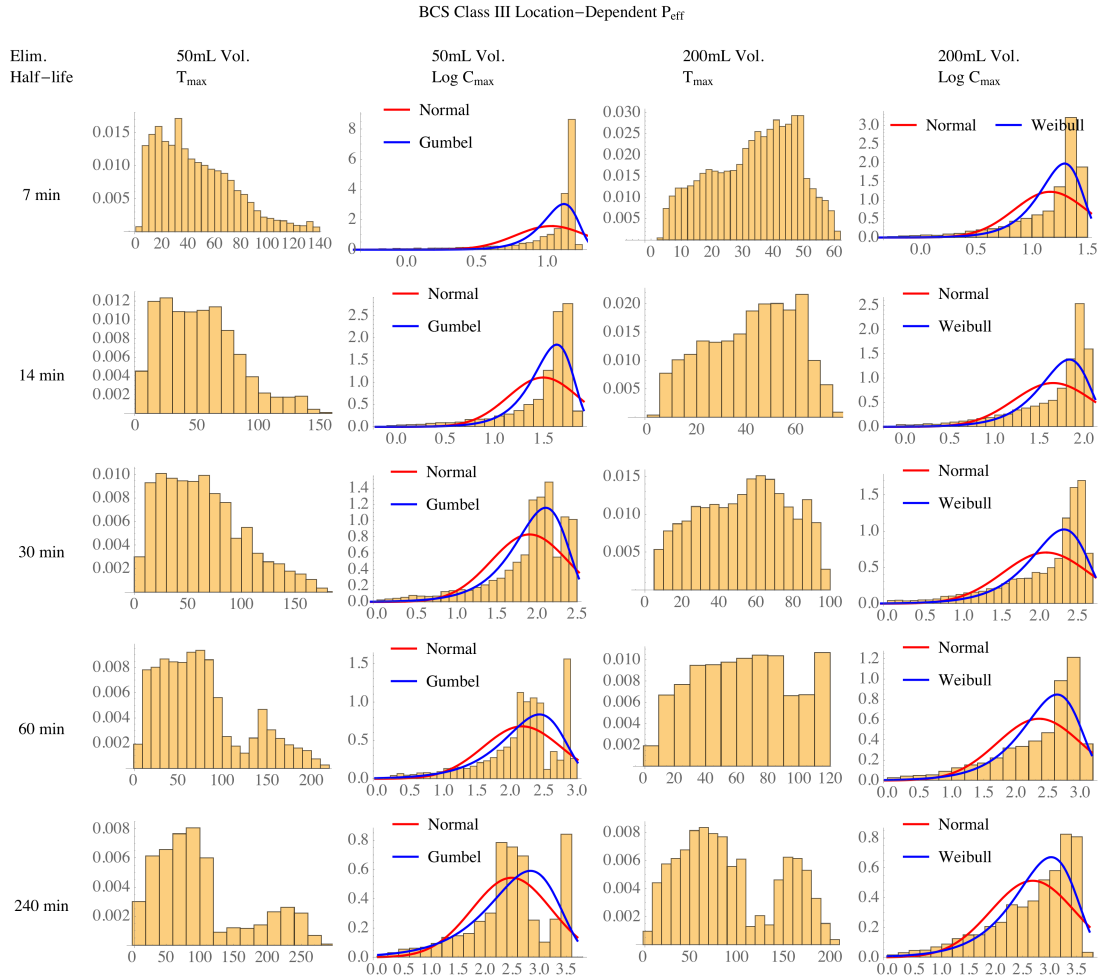 BCS Class III Location−Dependent Peff
Elim. Half−life
50mL Vol. Tmax
50mL Vol. Log Cmax
200mL Vol. Tmax
200mL Vol. Log Cmax
7 min
0.015
0.010
0.005
0 20 40 60 80 100 120 140
Normal
Gumbel
8
6
4
2
0
0.0 0.5 1.0
0.030
0.025
0.020
0.015
0.010
0.005
0 10 20 30 40 50 60
Normal Weibull
3.0
2.5
2.0
1.5
1.0
0.5
0.0
0.0 0.5 1.0 1.5
14 min
0.012
0.010
0.008
0.006
0.004
0.002
0 50 100 150
Normal
Gumbel
2.5
2.0
1.5
1.0
0.5
0.0
0.0 0.5 1.0 1.5
0.020
0.015
0.010
0.005
0 20 40 60
Normal
Weibull
2.5
2.0
1.5
1.0
0.5
0.0
0.0 0.5 1.0 1.5 2.0
30 min
0.010
0.008
0.006
0.004
0.002
0 50 100 150
Normal
Gumbel
1.4
1.2
1.0
0.8
0.6
0.4
0.2
0.0
0.0 0.5 1.0 1.5 2.0 2.5
0.015
0.010
0.005
0 20 40 60 80 100
Normal
Weibull
1.5
1.0
0.5
0.0
0.0 0.5 1.0 1.5 2.0 2.5
60 min
0.008
0.006
0.004
0.002
0 50 100 150 200
Normal
Gumbel
1.5
1.0
0.5
0.0
0.0 0.5 1.0 1.5 2.0 2.5 3.0
0.010
0.008
0.006
0.004
0.002
0 20 40 60 80 100 120
Normal
Weibull
1.2
1.0
0.8
0.6
0.4
0.2
0.0
0.0 0.5 1.0 1.5 2.0 2.5 3.0
240 min
0.008
0.006
0.004
0.002
0 50 100 150 200 250
Normal
Gumbel
0.8
0.6
0.4
0.2
0.0
0.0 0.5 1.0 1.5 2.0 2.5 3.0 3.5
0.008
0.006
0.004
0.002
0 50 100 150 200
Normal
Weibull
0.8
0.6
0.4
0.2
0.0
0.0 0.5 1.0 1.5 2.0 2.5 3.0 3.5